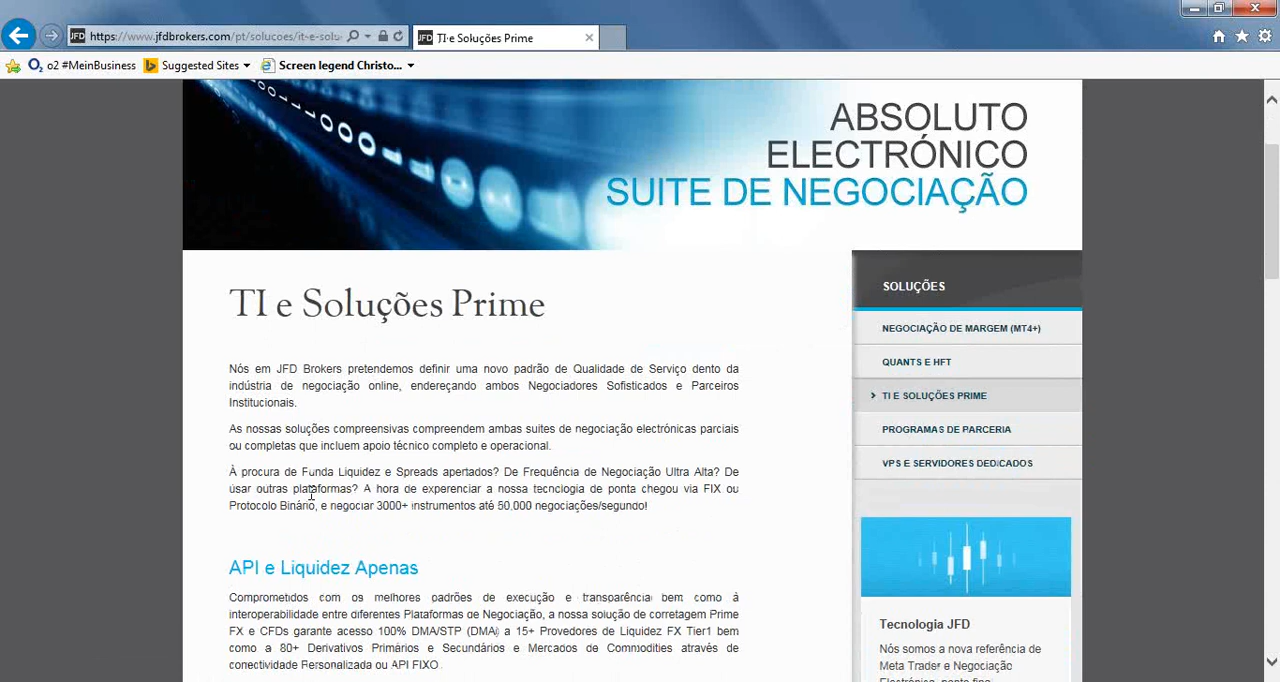 https://www.jfdbrokers.com/pt/solucoes/it-e-solu
JFD TI e Soluções Prime
o2 #MeinBusiness
Suggested Sites
Screen legend Christo...
ABSOLUTO
ELECTRÓNICO
SUITE DE NEGOCIAÇÃO
TI e Soluções Prime
Nós em JFD Brokers pretendemos definir uma novo padrão de Qualidade de Serviço dento da
indústria de negociação online, endereçando ambos Negociadores Sofisticados e Parceiros
Institucionais.
As nossas soluções compreensivas compreendem ambas suites de negociação electrónicas parciais
ou completas que incluem apoio técnico completo e operacional.
À procura de Funda Liquidez e Spreads apertados? De Frequência de Negociação Ultra Alta? De
usar outras plataformas? A hora de experenciar a nossa tecnologia de ponta chegou via FIX ou
Protocolo Binário, e negociar 3000+ instrumentos até 50,000 negociações/segundo!
API e Liquidez Apenas
Comprometidos com os melhores padrões de execução e transparência bem como à
interoperabilidade entre diferentes Plataformas de Negociação, a nossa solução de corretagem Prime
FX e CFDs garante acesso 100% DMA/STP (DMA) a 15+ Provedores de Liquidez FX Tier1 bem
como a 80+ Derivativos Primários e Secundários e Mercados de Commodities através de
conectividade Personalizada ou API FIXO.
SOLUÇÕES
NEGOCIAÇÃO DE MARGEM (MT4+)
QUANTS E HFT
TI E SOLUÇÕES PRIME
PROGRAMAS DE PARCERIA
VPS E SERVIDORES DEDICADOS
Tecnologia JFD
Nós somos a nova referência de
Meta Trader e Negociação